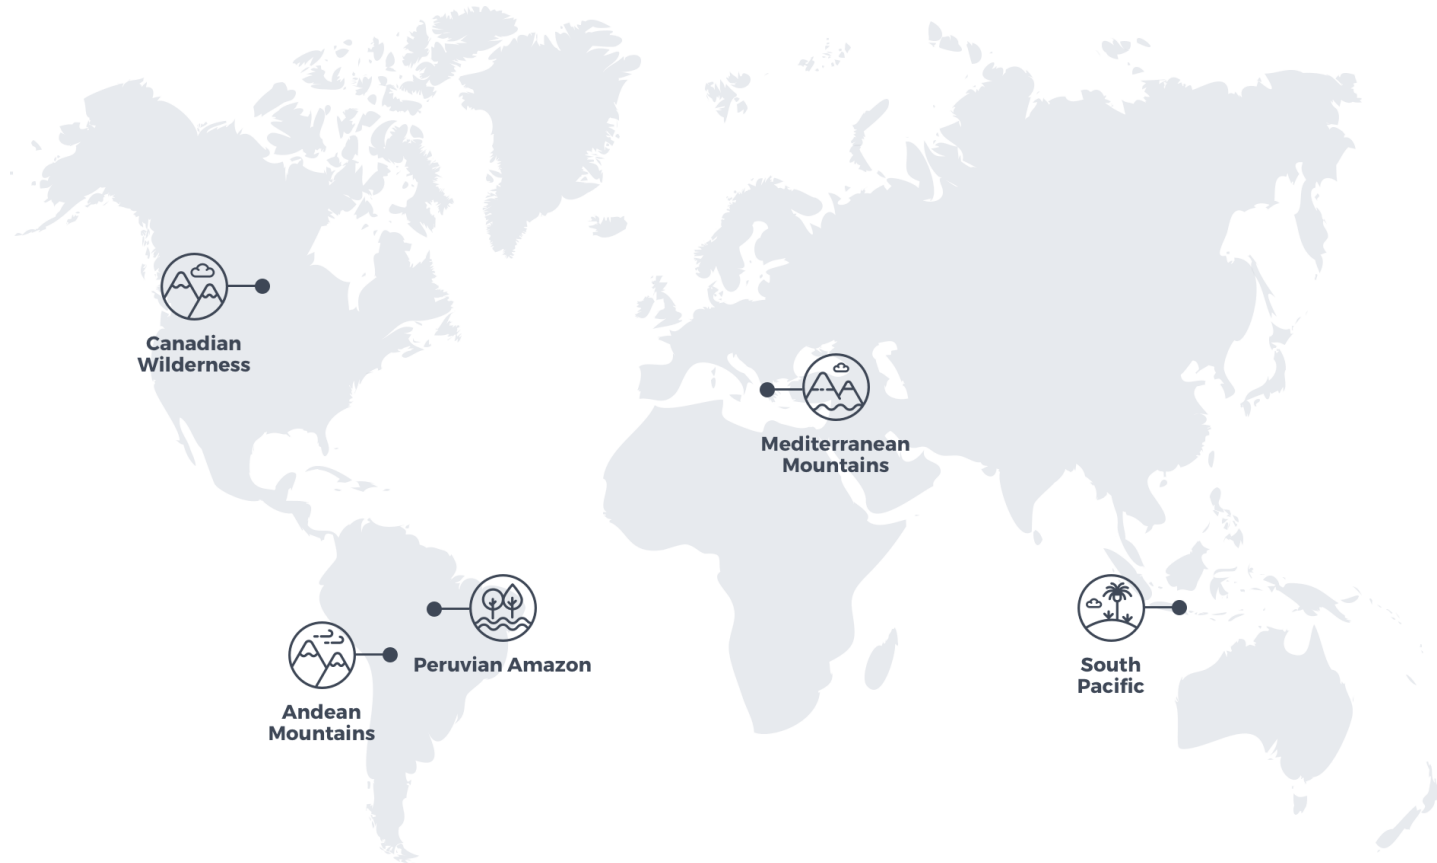 Canadian
Wilderness
Mediterranean
Mountains
Peruvian Amazon
Andean
Mountains
South
Pacific